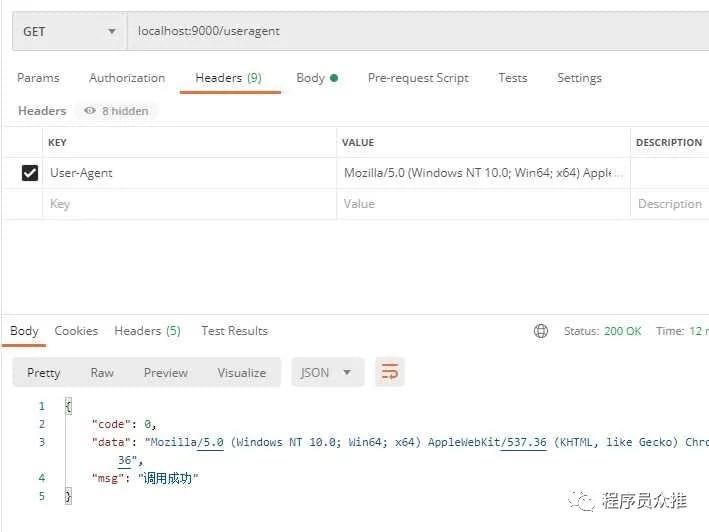 GET localhost:9000/useragent
Params Authorization Headers (9) Body Pre-request Script Tests Settings
Headers 8 hidden
KEY VALUE DESCRIPTION
User-Agent Mozilla/5.0 (Windows NT 10.0; Win64; x64) Apple...
Key Value Description
Body Cookies Headers (5) Test Results Status: 200 OK Time: 12 m
Pretty Raw Preview Visualize JSON
1 {
2 "code": 0,
3 "data": "Mozilla/5.0 (Windows NT 10.0; Win64; x64) AppleWebKit/537.36 (KHTML, like Gecko) Chro
36",
4 "msg": "调用成功"
5 }
程序员众推